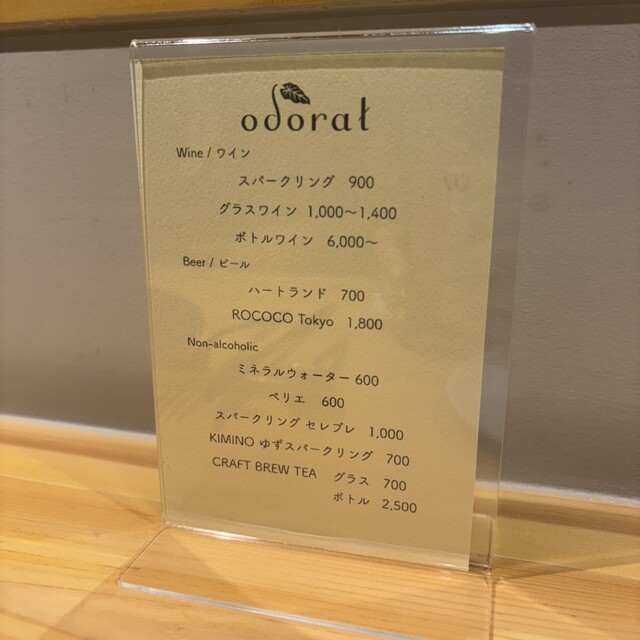 odorat
Wine / ワイン
スパークリング 900
グラスワイン 1,000〜1,400
ボトルワイン 6,000〜
Beer / ビール
ハートランド 700
ROCOCO Tokyo 1,800
Non-alcoholic
ミネラルウォーター 600
ペリエ 600
スパークリング セレブレ 1,000
KIMINO ゆずスパークリング 700
CRAFT BREW TEA グラス 700
ボトル 2,500